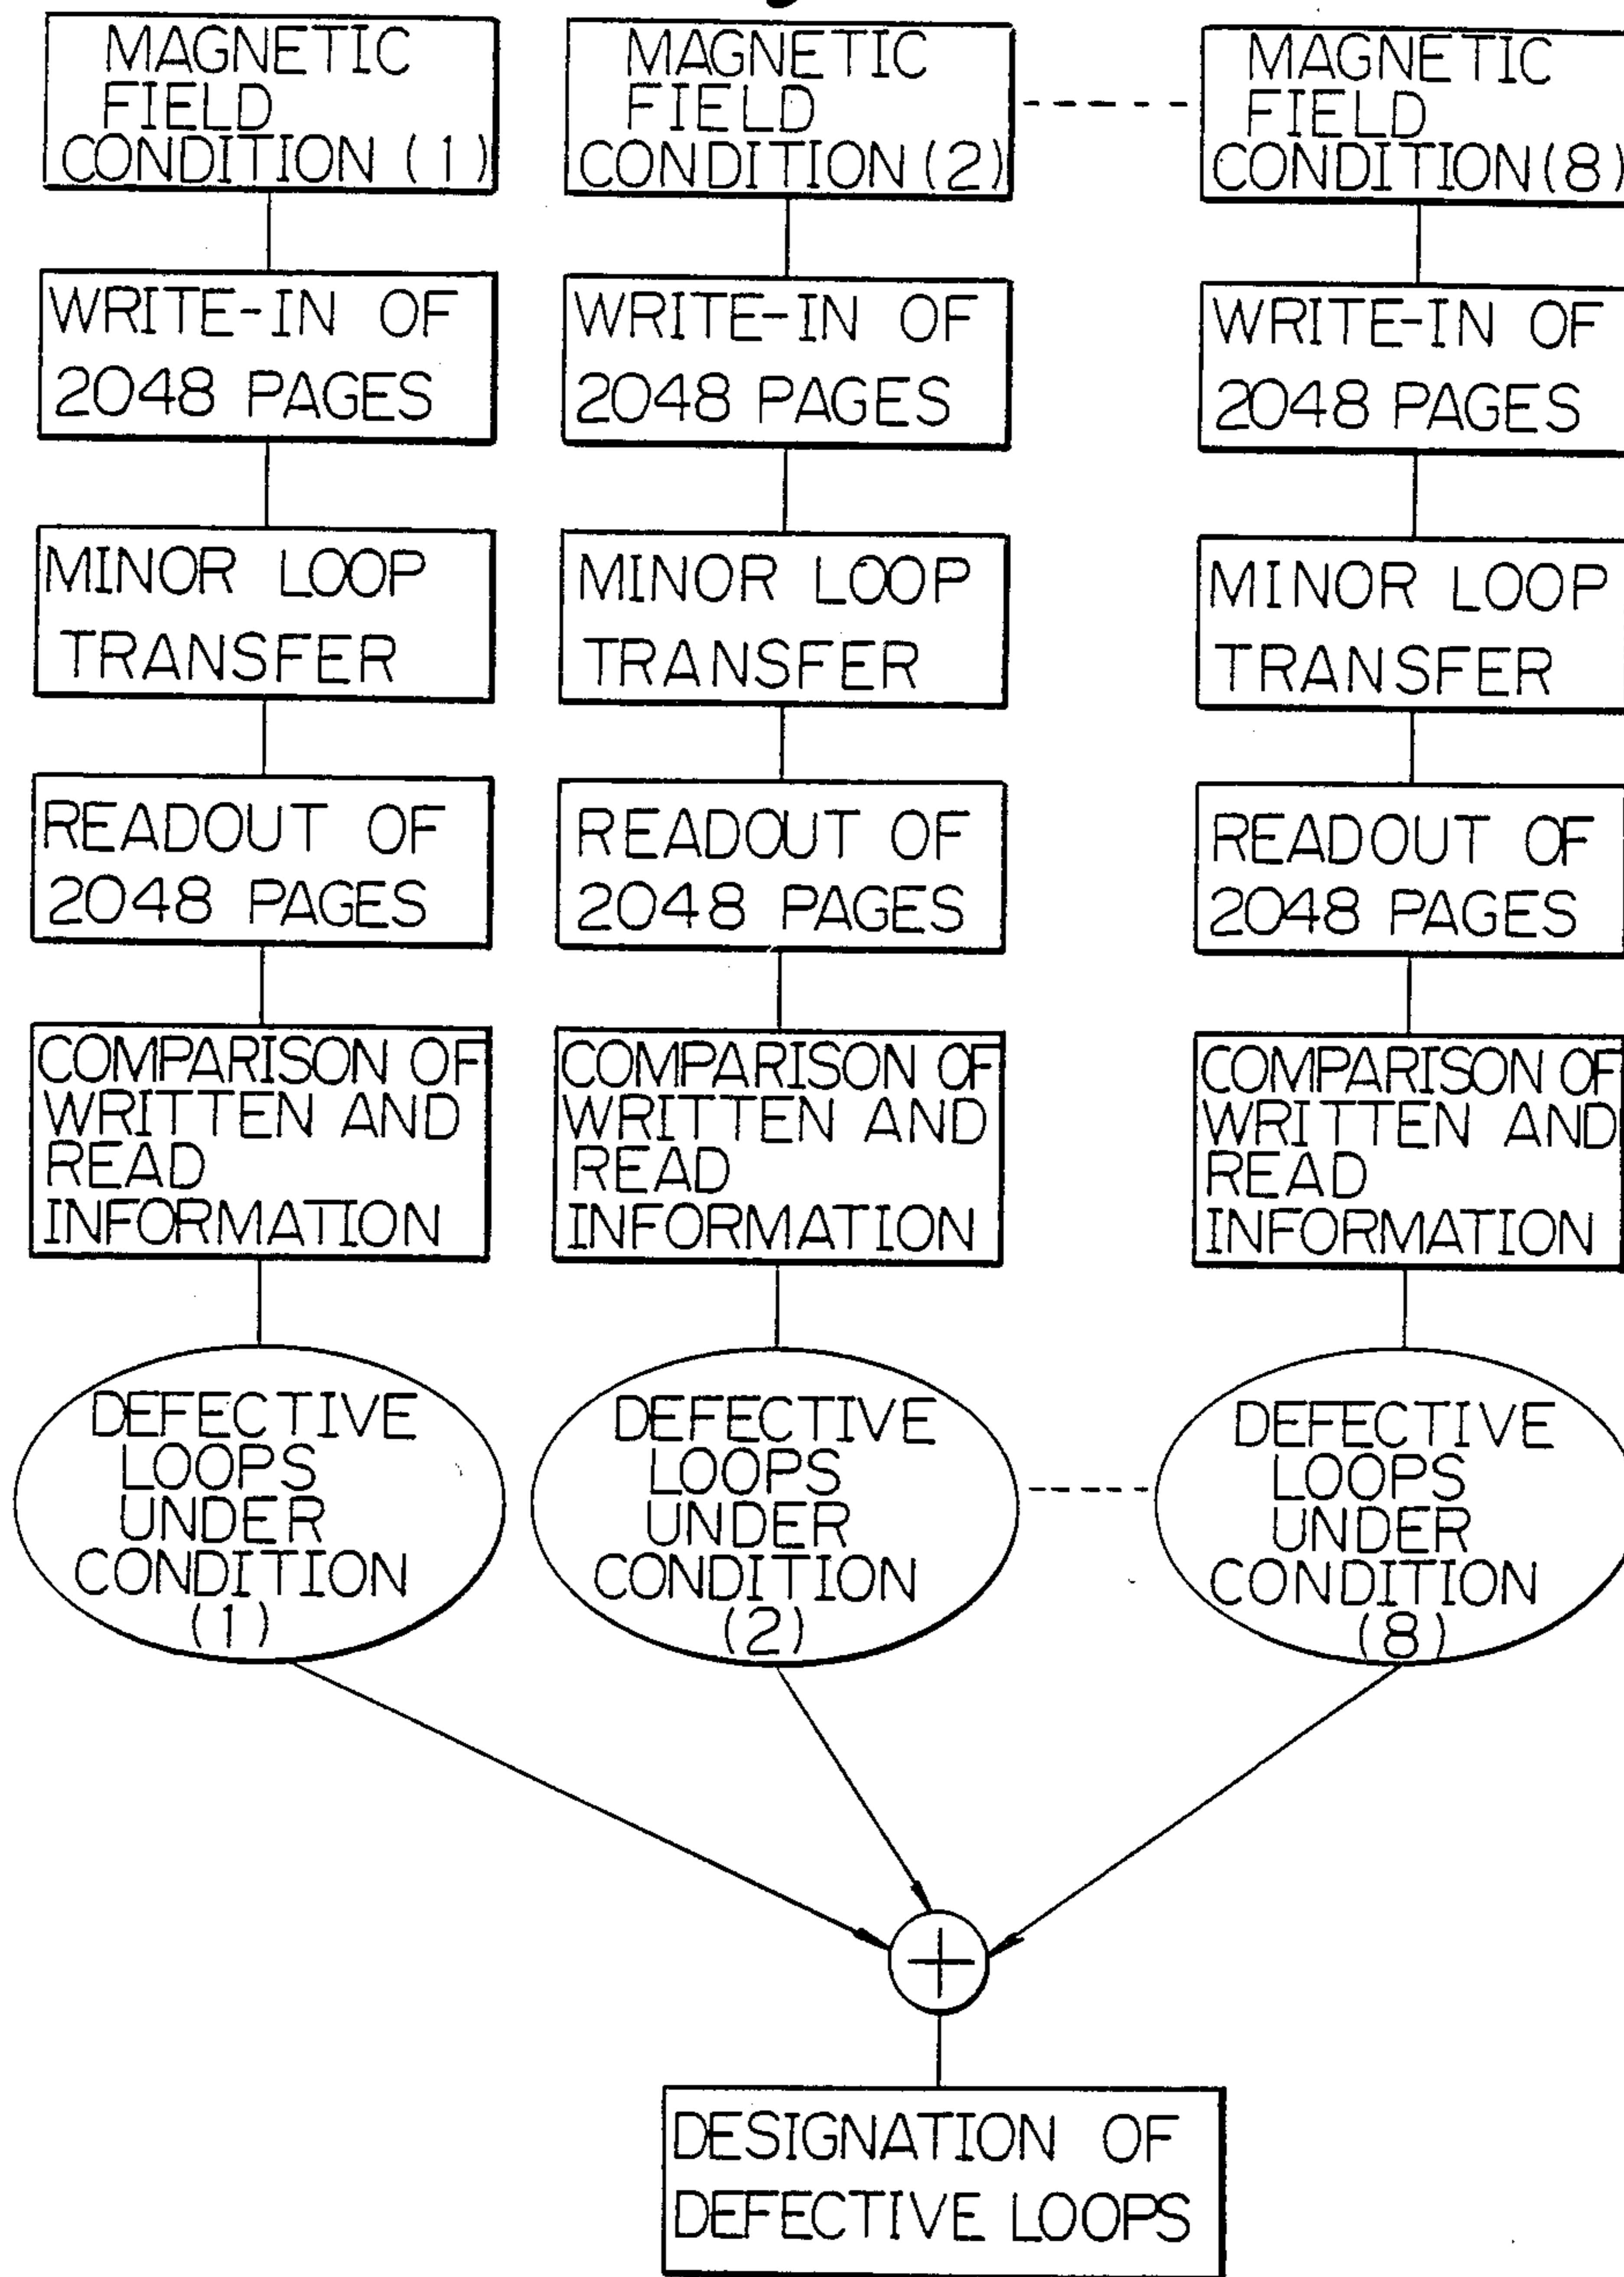 MAGNETIC
FIELD
CONDITION (1)
MAGNETIC
FIELD
CONDITION (2)
MAGNETIC
FIELD
CONDITION (8)
WRITE-IN OF
2048 PAGES
WRITE-IN OF
2048 PAGES
WRITE-IN OF
2048 PAGES
MINOR LOOP
TRANSFER
MINOR LOOP
TRANSFER
MINOR LOOP
TRANSFER
READOUT OF
2048 PAGES
READOUT OF
2048 PAGES
READOUT OF
2048 PAGES
COMPARISON OF
WRITTEN AND
READ
INFORMATION
COMPARISON OF
WRITTEN AND
READ
INFORMATION
COMPARISON OF
WRITTEN AND
READ
INFORMATION
DEFECTIVE
LOOPS
UNDER
CONDITION
(1)
DEFECTIVE
LOOPS
UNDER
CONDITION
(2)
DEFECTIVE
LOOPS
UNDER
CONDITION
(8)
+
DESIGNATION OF
DEFECTIVE LOOPS